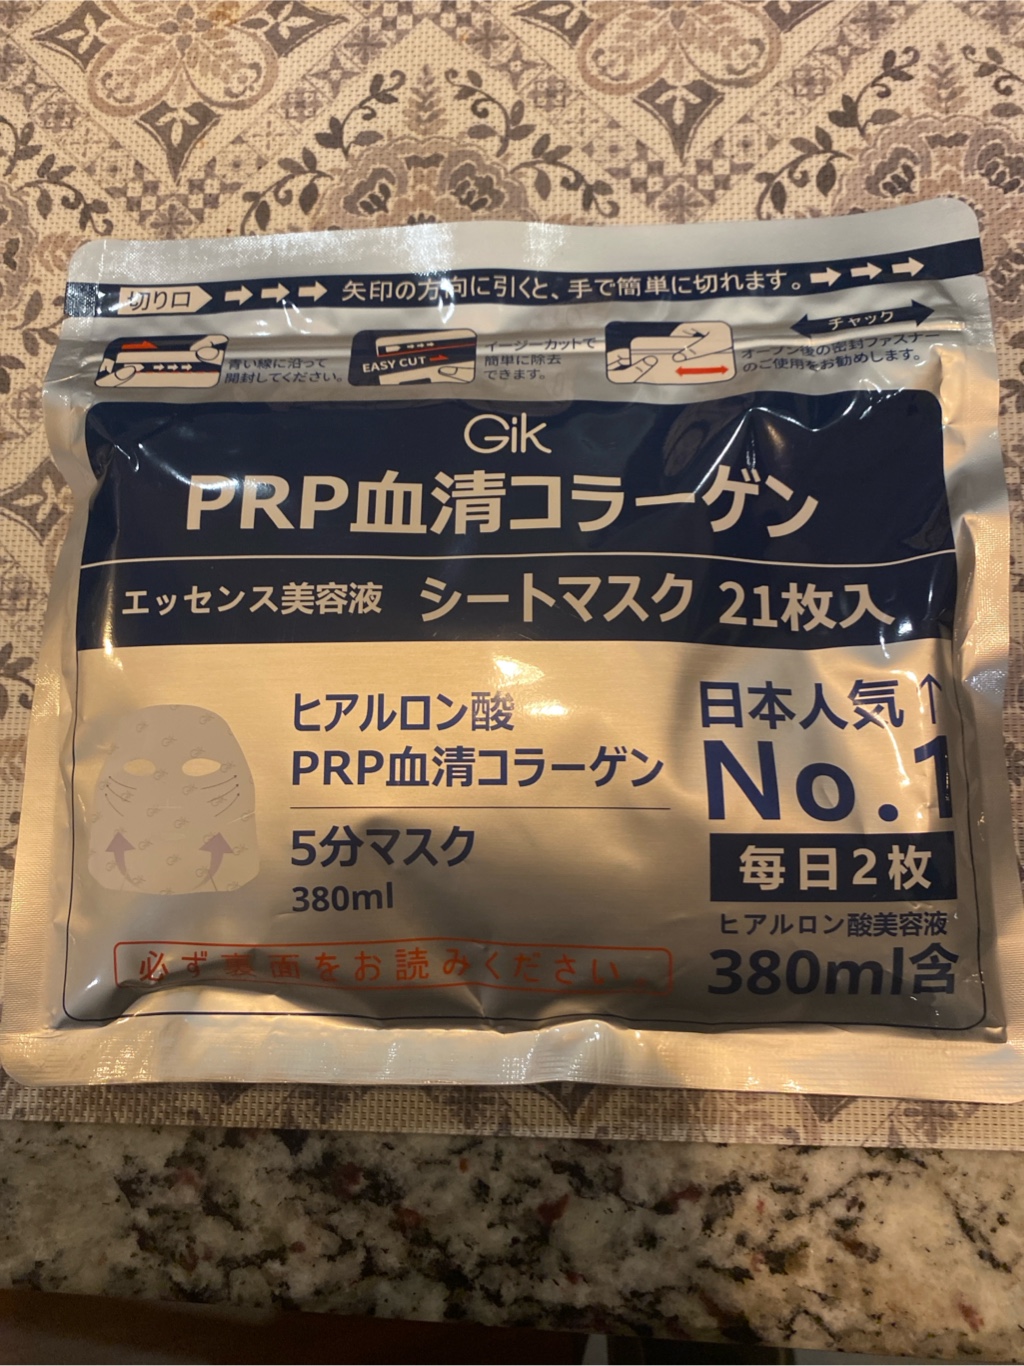 切り口 矢印の方向に引くと、手で簡単に切れます。
チャック
青い線に沿って
開封してください。
EASY CUT
イージーカットで
簡単に除去
できます。
オープン後の密封ファスナー
のご使用をお勧めします。
Gik
PRP血清コラーゲン
エッセンス美容液 シートマスク 21枚入
ヒアルロン酸
PRP血清コラーゲン
5分マスク
380ml
日本人気↑
No.1
毎日2枚
ヒアルロン酸美容液
380ml含
必ず裏面をお読みください